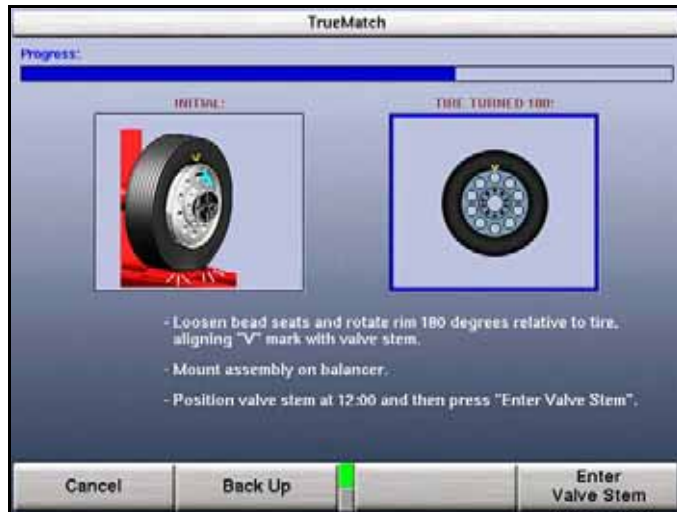 TrueMatch
Progress:
INITIAL:
TIRE TURNED 180:
- Loosen bead seats and rotate rim 180 degrees relative to tire,
aligning "V" mark with valve stem.
- Mount assembly on balancer.
- Position valve stem at 12:00 and then press "Enter Valve Stem".
Cancel
Back Up
Enter
Valve Stem